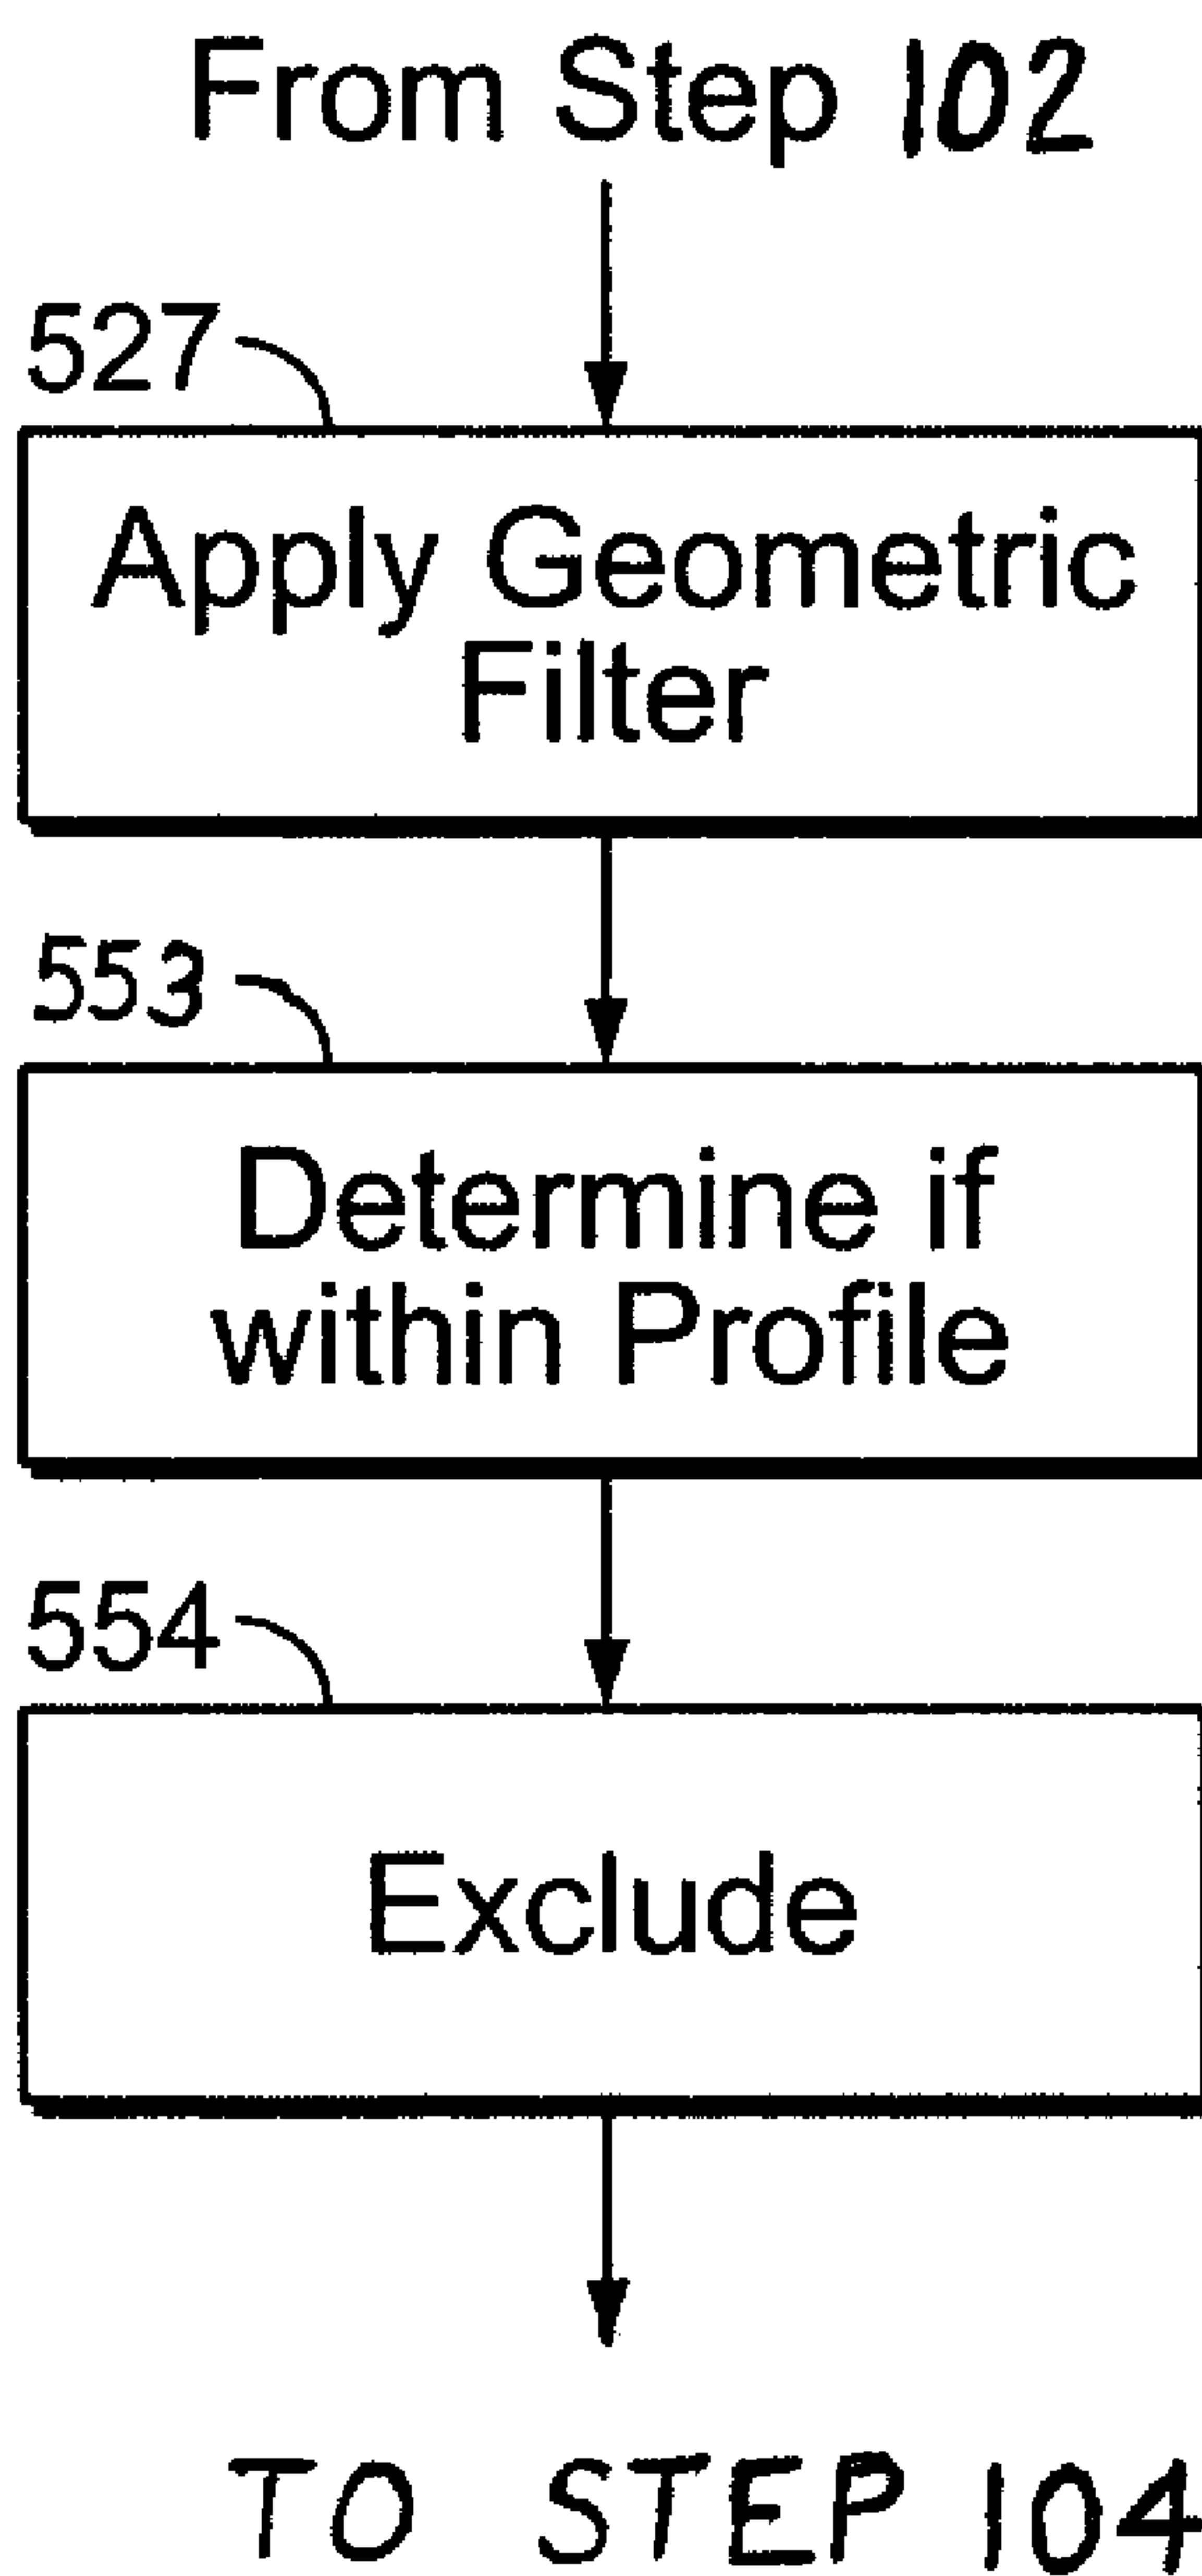 From Step 102
527
Apply Geometric
Filter
553
Determine if
within Profile
554
Exclude
TO STEP 104